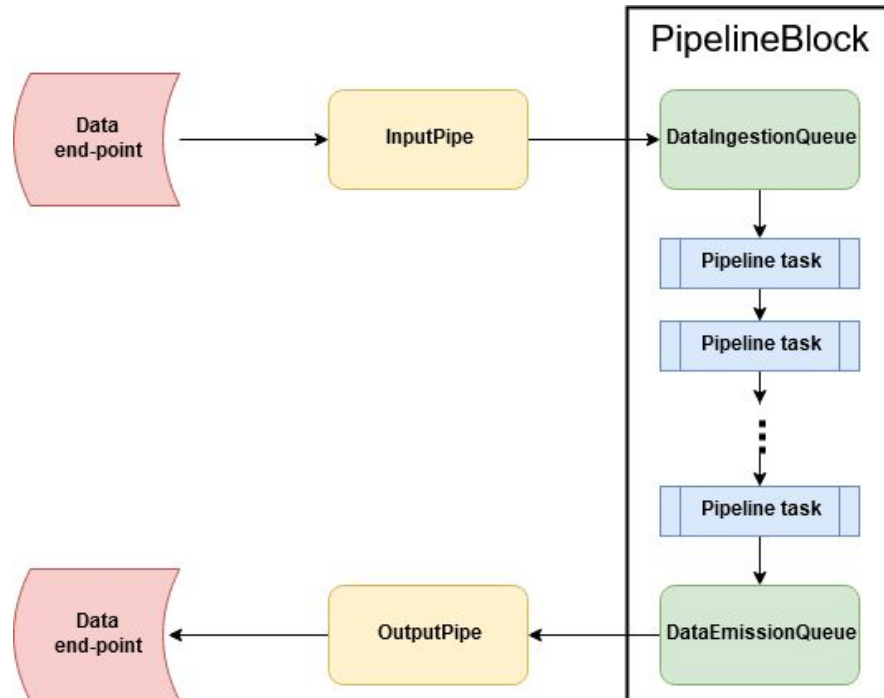 PipelineBlock
Data
end-point
InputPipe
DataIngestionQueue
Pipeline task
Pipeline task
Pipeline task
Data
end-point
OutputPipe
DataEmissionQueue